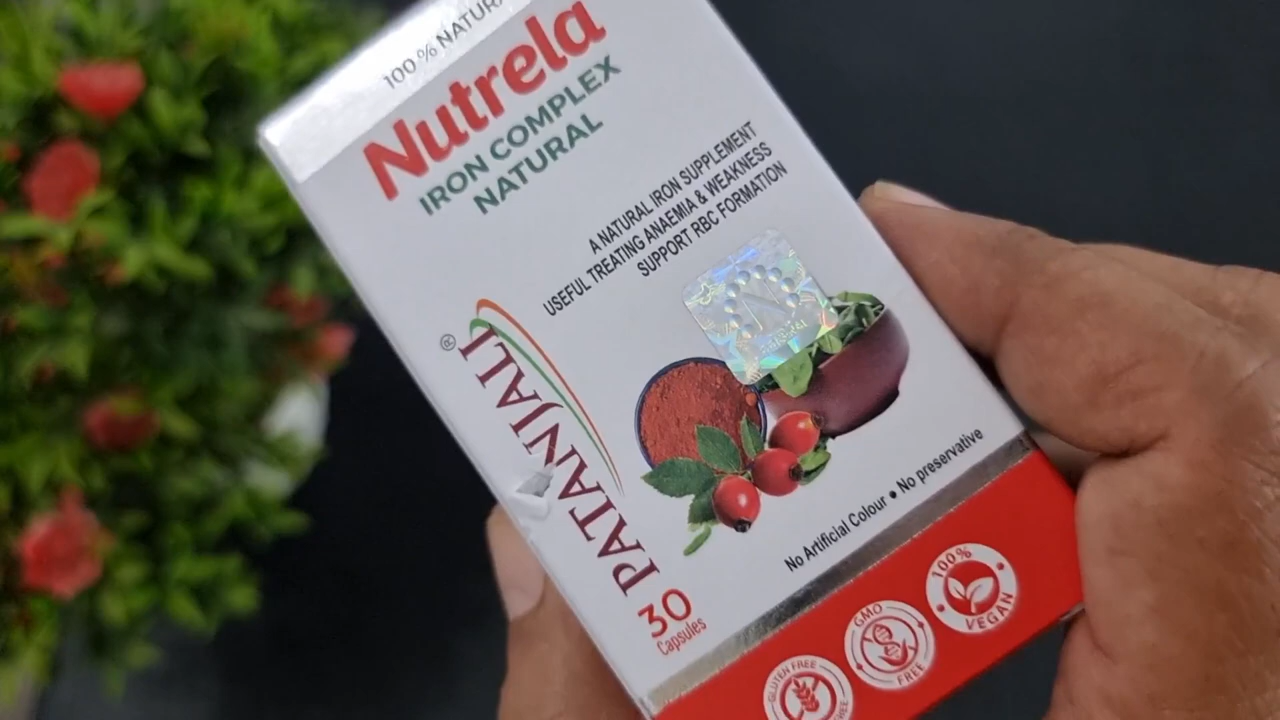 100% NATURAL
Nutrela
IRON COMPLEX
NATURAL
A NATURAL IRON SUPPLEMENT
USEFUL TREATING ANAEMIA & WEAKNESS
SUPPORT RBC FORMATION
N
PATANJALI®
No Artificial Colour • No preservative
30
Capsules
GLUTEN FREE
GMO
FREE
100%
VEGAN